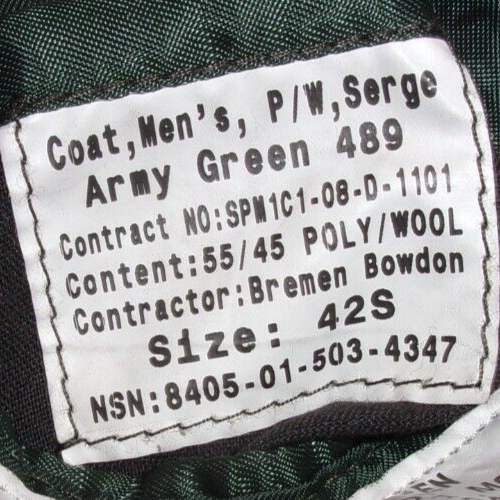 Coat,Men's, P/W,Serge
Army Green 489
Contract NO:SPM1C1-08-D-1101
Content:55/45 POLY/WOOL
Contractor:Bremen Bowdon
Size: 42S
NSN:8405-01-503-4347